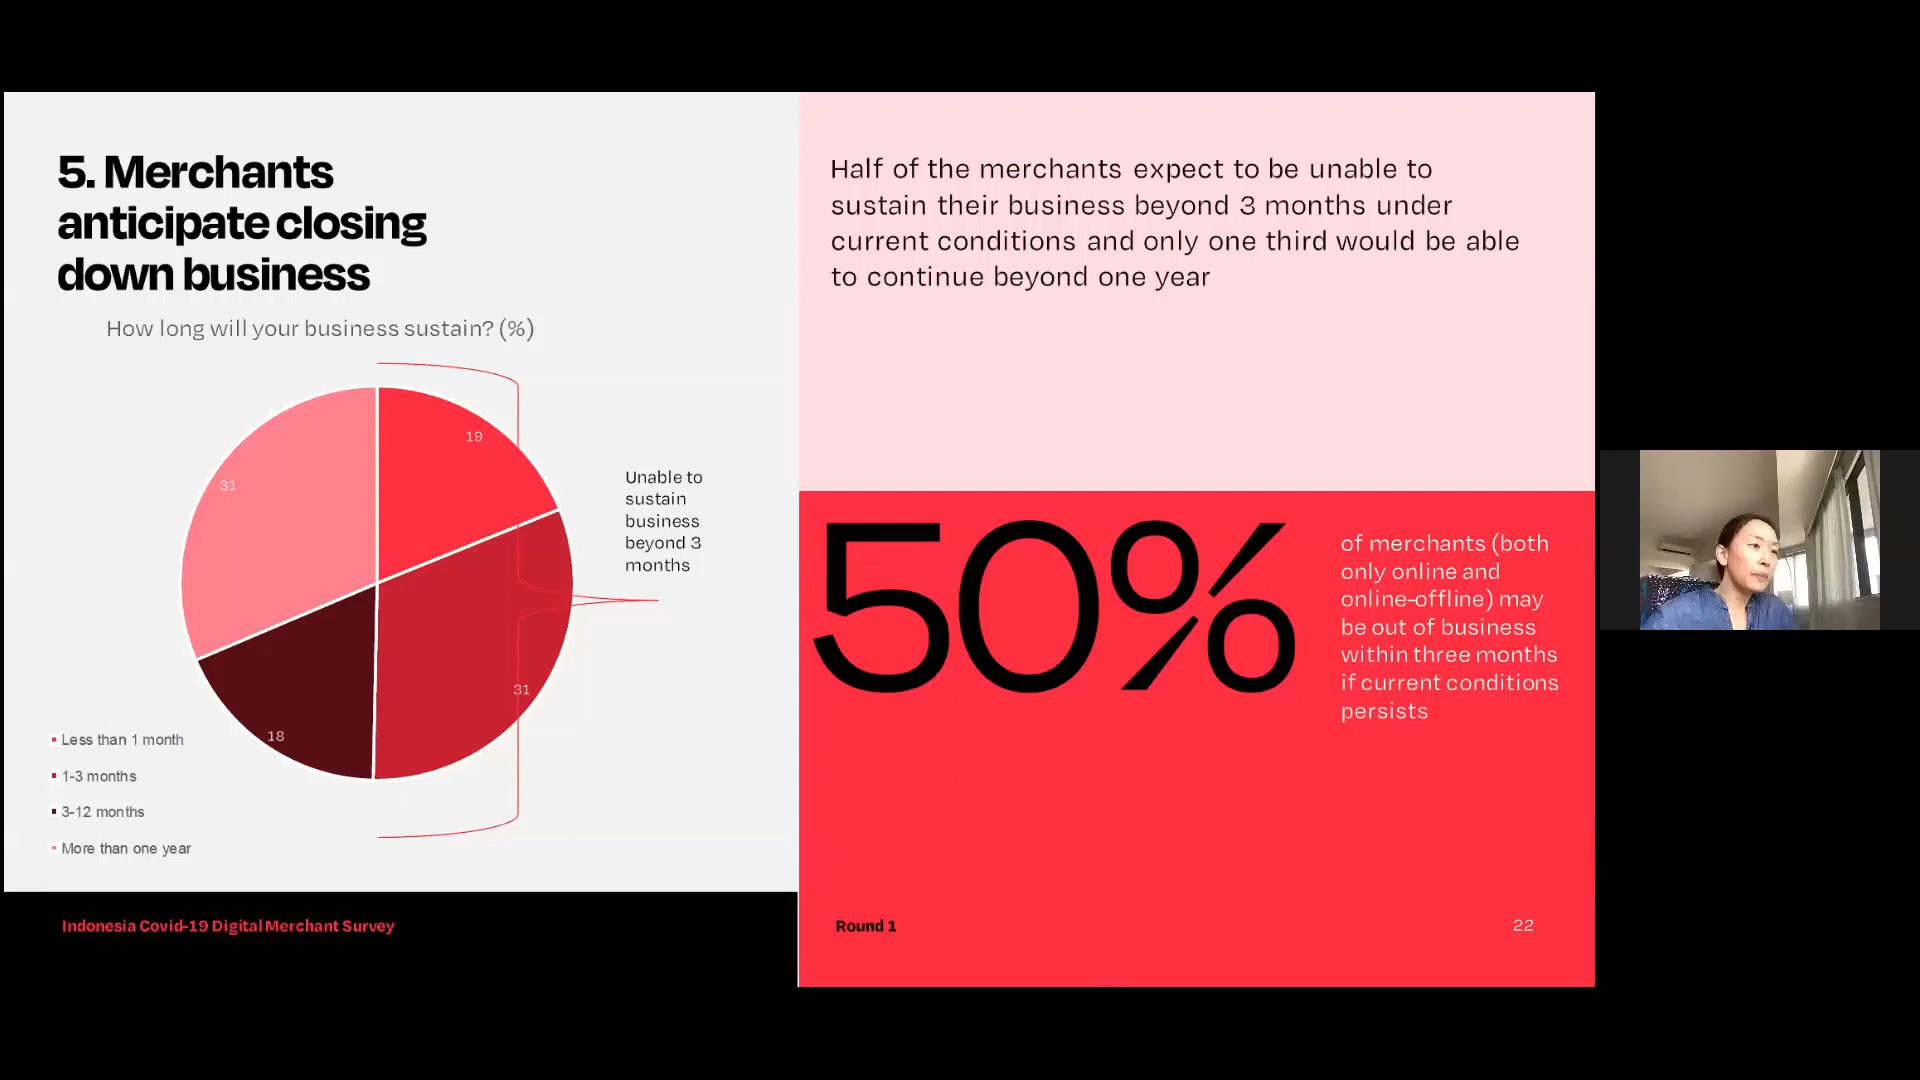 5. Merchants
anticipate closing
down business
How long will your business sustain? (%)
19
31
18
31
Unable to
sustain
business
beyond 3
months
Less than 1 month
1-3 months
3-12 months
More than one year
Indonesia Covid-19 Digital Merchant Survey
Half of the merchants expect to be unable to
sustain their business beyond 3 months under
current conditions and only one third would be able
to continue beyond one year
50%
of merchants (both
only online and
online-offline) may
be out of business
within three months
if current conditions
persists
Round 1
22